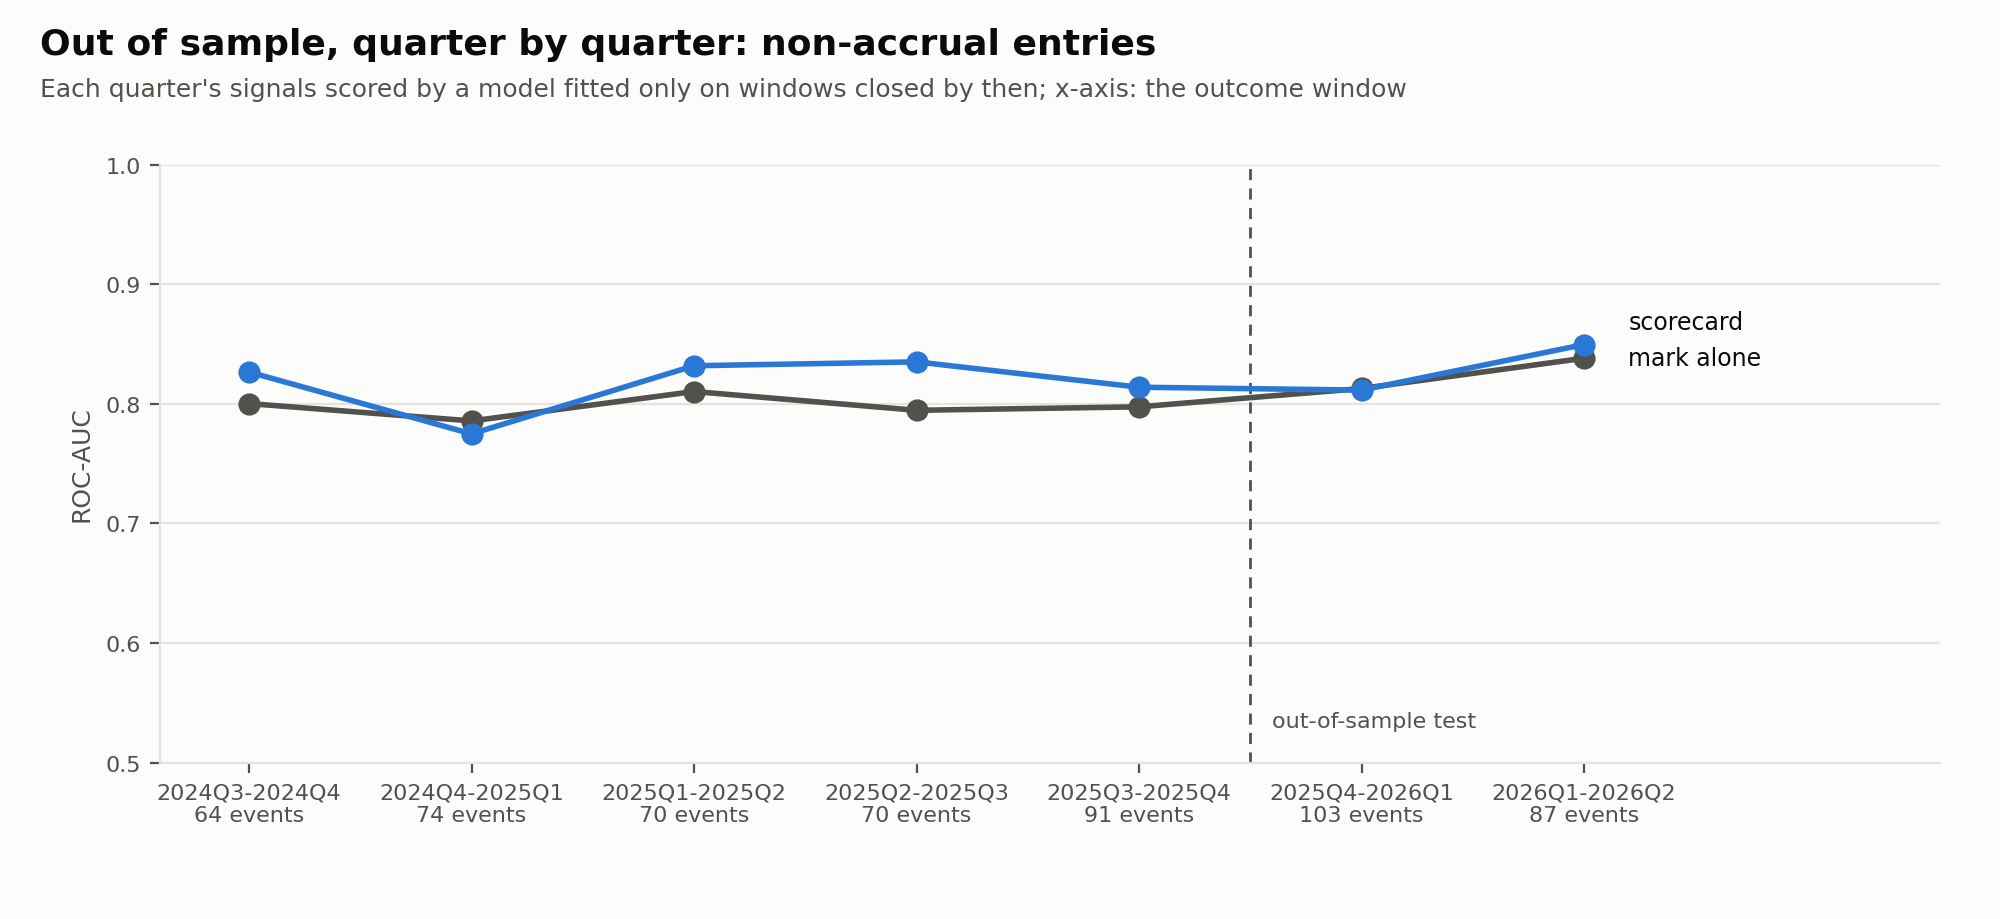 Out of sample, quarter by quarter: non-accrual entries
Each quarter's signals scored by a model fitted only on windows closed by then; x-axis: the outcome window
1.0
0.9
0.8
0.7
0.6
0.5
ROC-AUC
scorecard
mark alone
out-of-sample test
2024Q3-2024Q4
64 events
2024Q4-2025Q1
74 events
2025Q1-2025Q2
70 events
2025Q2-2025Q3
70 events
2025Q3-2025Q4
91 events
2025Q4-2026Q1
103 events
2026Q1-2026Q2
87 events